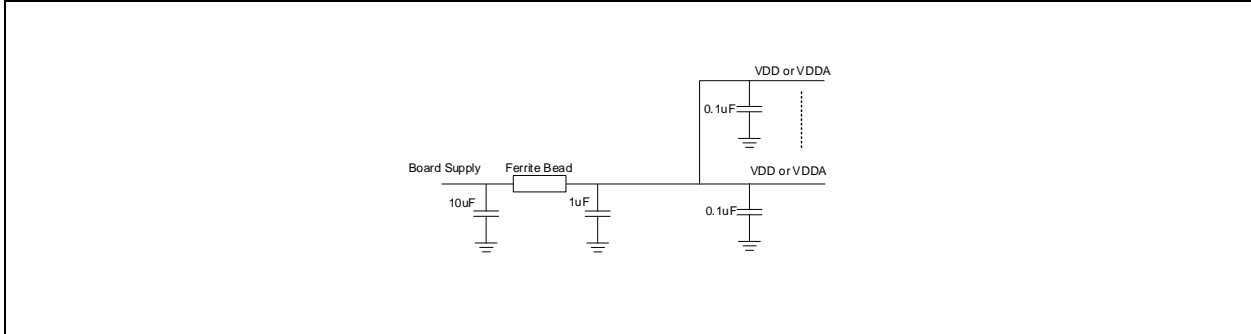 VDD or VDDA
0.1uF
Board Supply
Ferrite Bead
VDD or VDDA
10uF
1uF
0.1uF